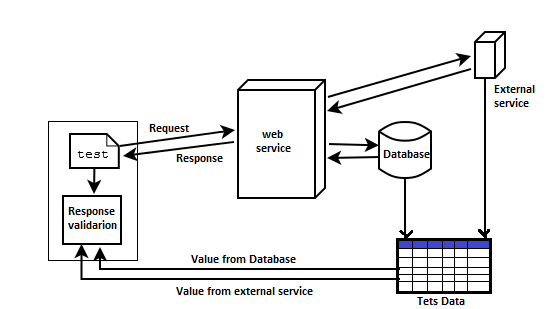 External
service
Request
web
service
test
Response
Database
Response
validarion
Value from Database
Value from external service
Tets Data